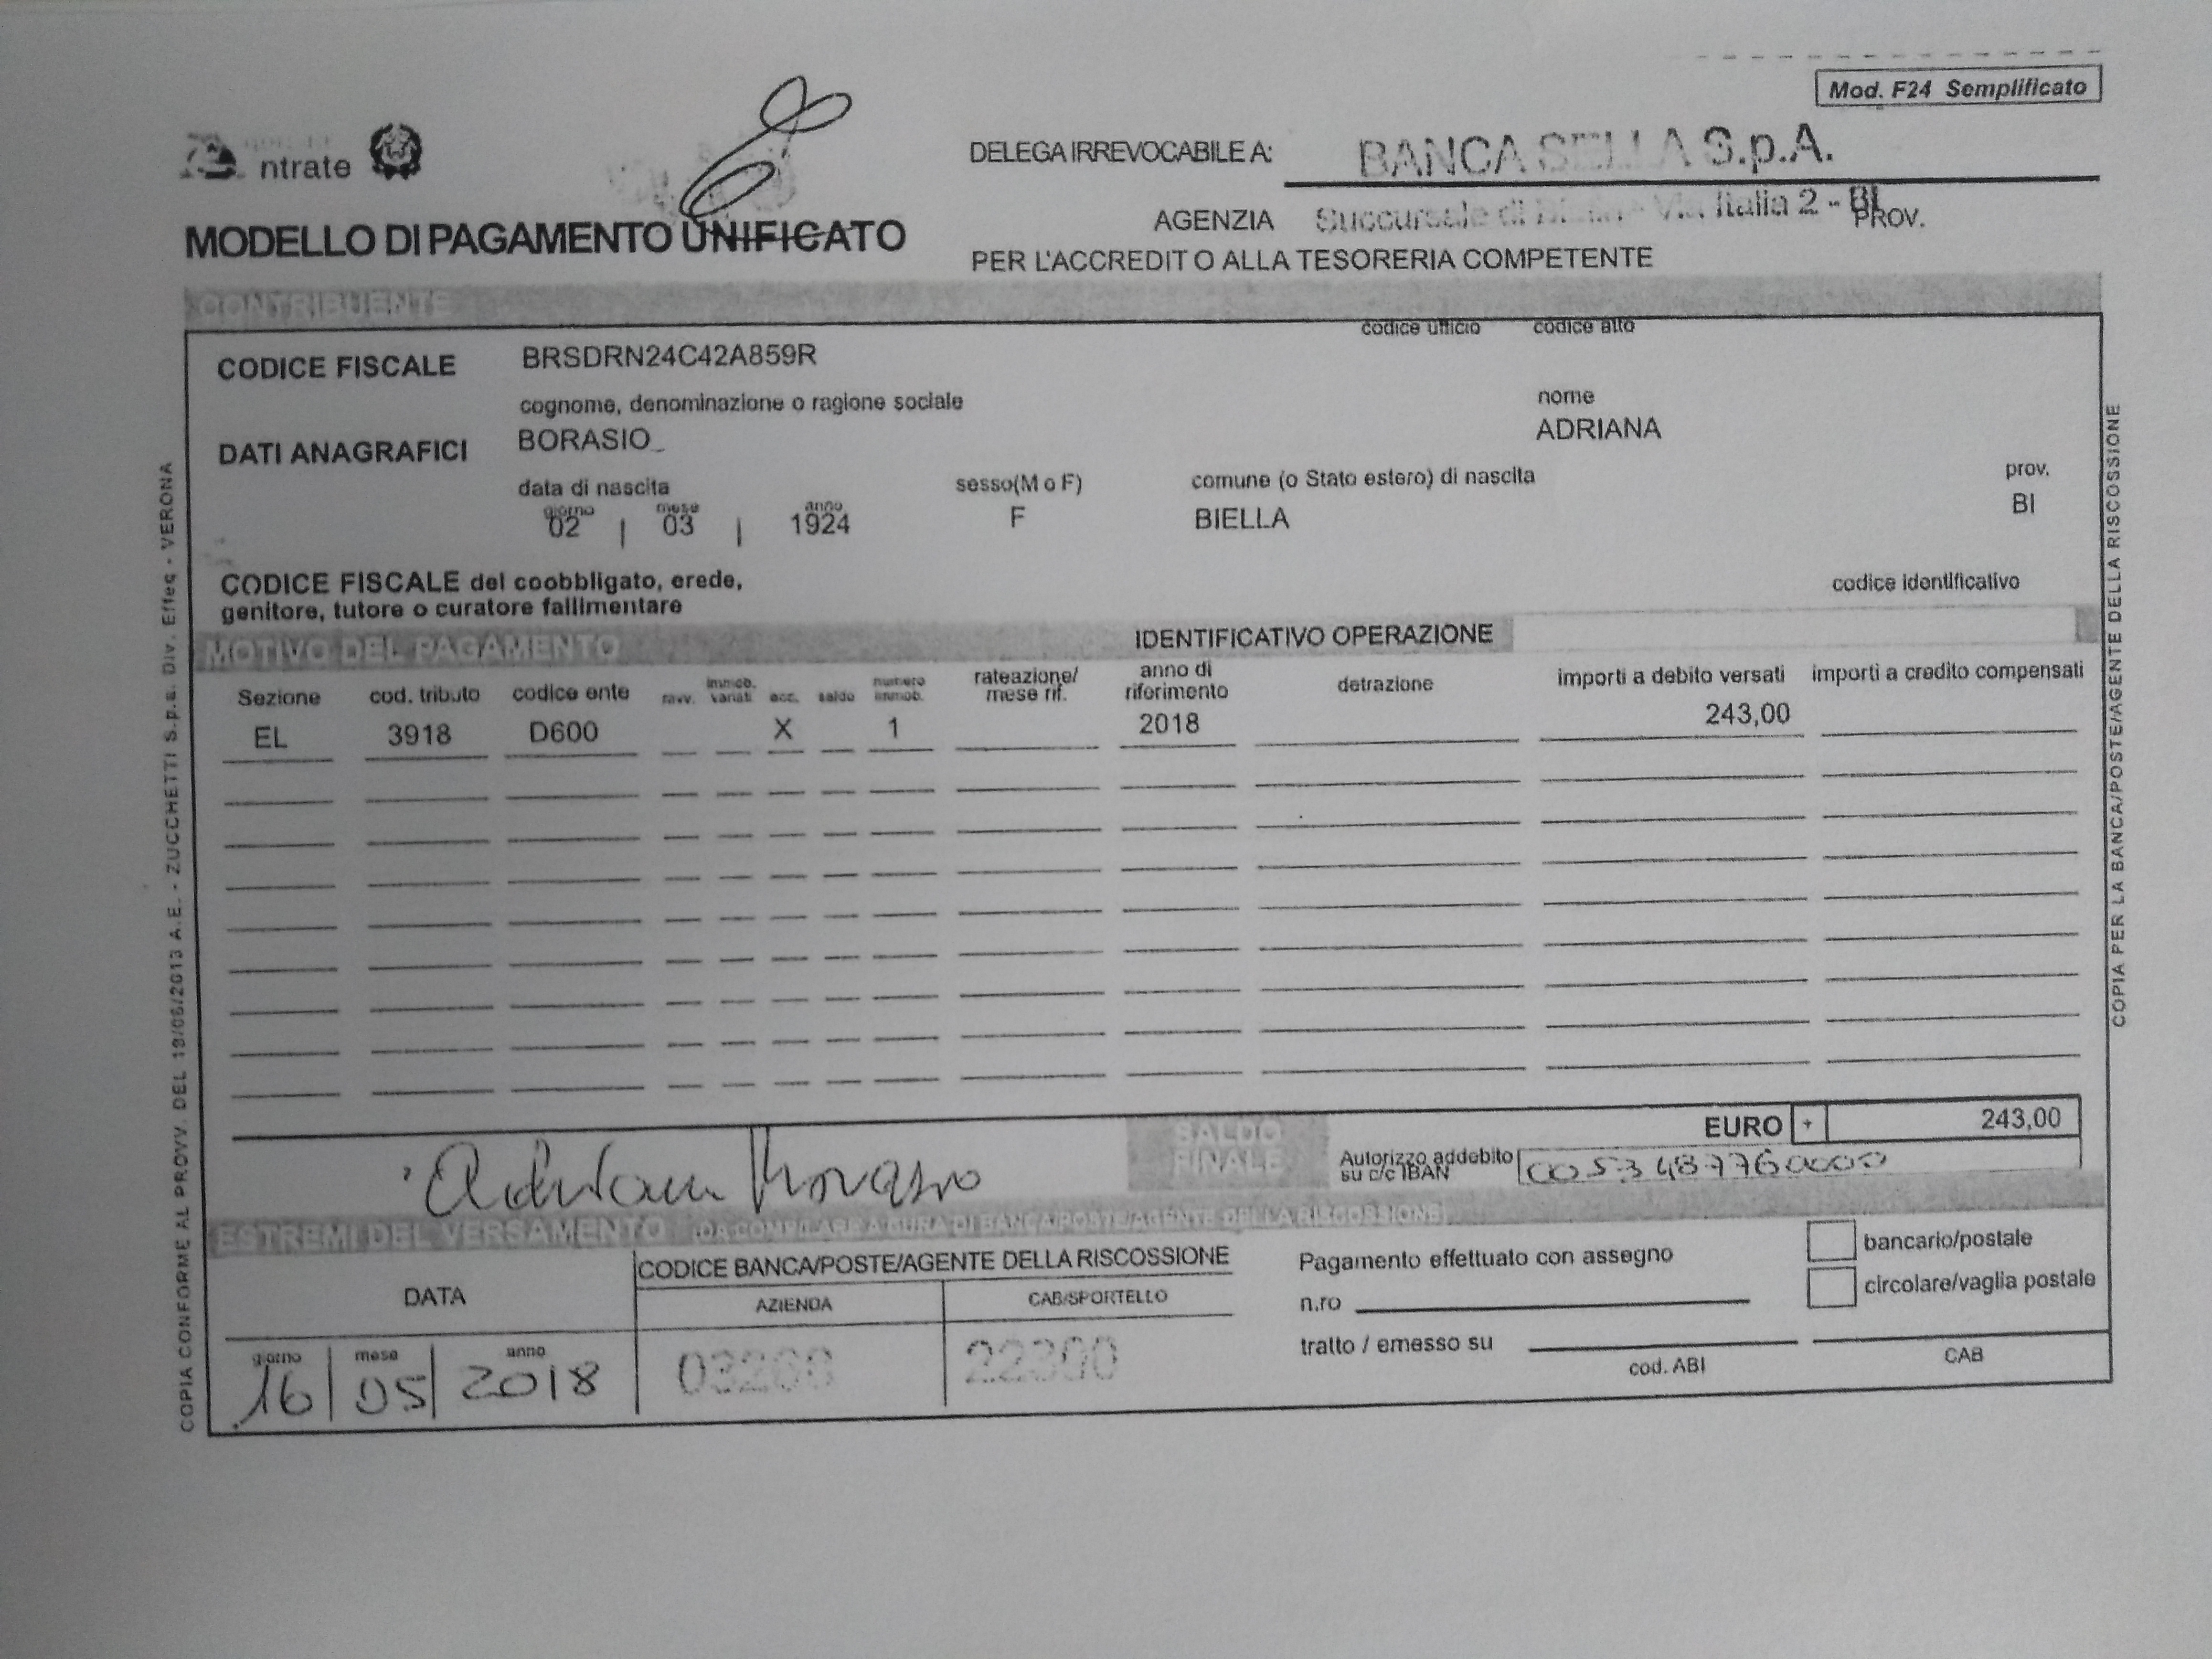 Mod. F24 Semplificato
ntrate
DELEGA IRREVOCABILE A:
BANCA SELLA S.p.A.
AGENZIA
Succursale di Biella - Via Italia 2 - BI
PROV.
MODELLO DI PAGAMENTO UNIFICATO
PER L'ACCREDITO ALLA TESORERIA COMPETENTE
CONTRIBUENTE
codice ufficio codice atto
CODICE FISCALE
BRSDRN24C42A859R
cognome, denominazione o ragione sociale
nome
DATI ANAGRAFICI
BORASIO_
ADRIANA
data di nascita
sesso(M o F)
comune (o Stato estero) di nascita
prov.
giorno mese anno
02 | 03 | 1924
F
BIELLA
BI
CODICE FISCALE del coobbligato, erede,
genitore, tutore o curatore fallimentare
codice identificativo
MOTIVO DEL PAGAMENTO
IDENTIFICATIVO OPERAZIONE
Sezione cod. tributo codice ente ravv. immob. variati acc. saldo numero immob. rateazione/ mese rif. anno di riferimento detrazione importi a debito versati importi a credito compensati
EL 3918 D600 X 1 2018 243,00
SALDO
FINALE
EURO + 243,00
Adriana Borasio
Autorizzo addebito
su c/c IBAN
0053487760000
ESTREMI DEL VERSAMENTO (DA COMPILARE A CURA DI BANCA/POSTE/AGENTE DELLA RISCOSSIONE)
DATA
CODICE BANCA/POSTE/AGENTE DELLA RISCOSSIONE
AZIENDA
CAB/SPORTELLO
giorno mese anno
16 | 05 | 2018
03268
22300
Pagamento effettuato con assegno
bancario/postale
circolare/vaglia postale
n.ro
tratto / emesso su
cod. ABI
CAB
COPIA CONFORME AL PROVV. DEL 19/06/2013 A.E. - ZUCCHETTI S.p.a. Div. Effeq - VERONA
COPIA PER LA BANCA/POSTE/AGENTE DELLA RISCOSSIONE